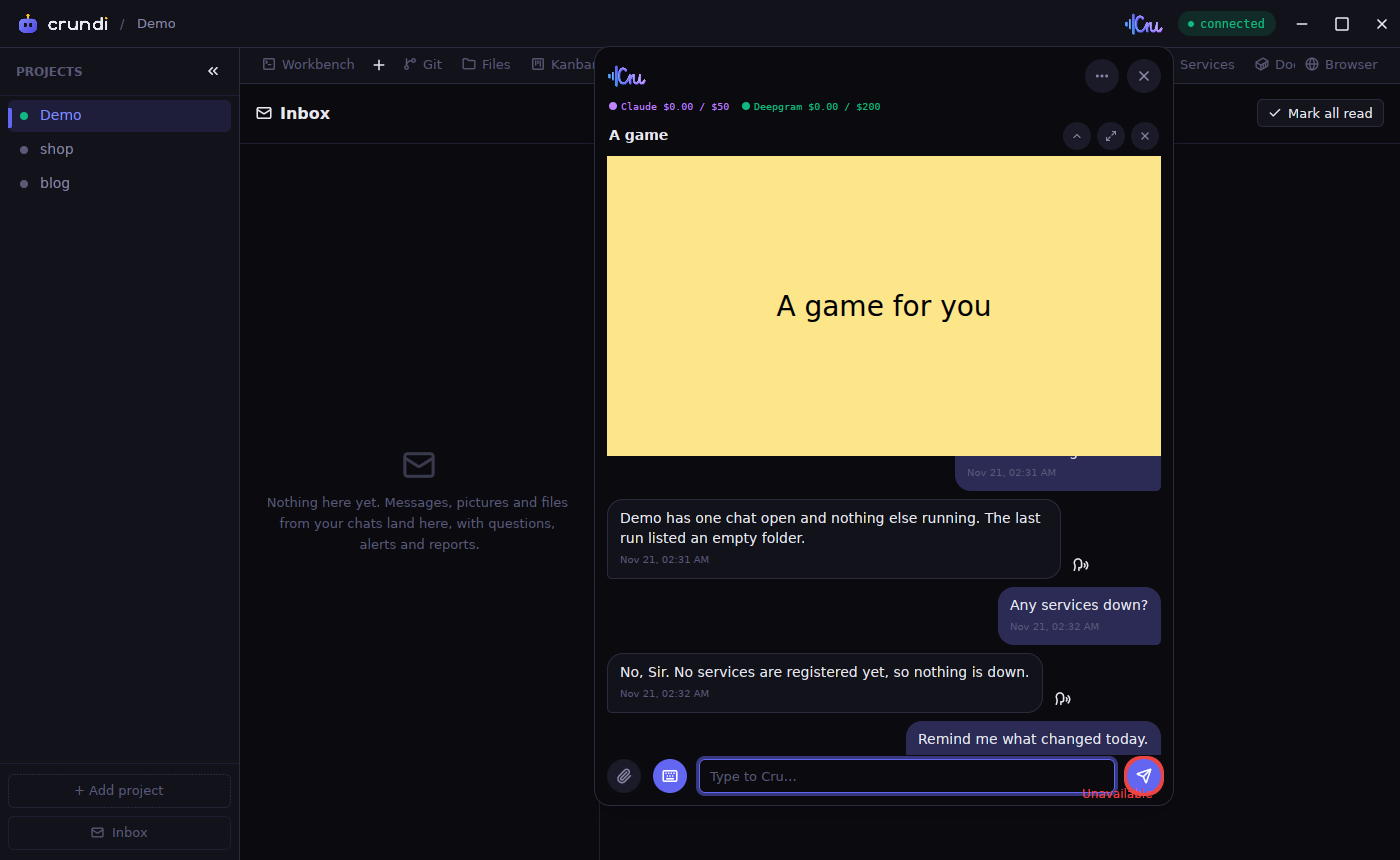 crundi / Demo
Cru
connected
PROJECTS
Demo
shop
blog
+ Add project
Inbox
Workbench
Git
Files
Services
Browser
Inbox
Mark all read
Nothing here yet. Messages, pictures and files
from your chats land here, with questions,
alerts and reports.
Cru
Claude $0.00 / $50
Deepgram $0.00 / $200
A game
A game for you
Nov 21, 02:31 AM
Demo has one chat open and nothing else running. The last
run listed an empty folder.
Nov 21, 02:31 AM
Any services down?
Nov 21, 02:32 AM
No, Sir. No services are registered yet, so nothing is down.
Nov 21, 02:32 AM
Remind me what changed today.
Type to Cru...
Unavailable